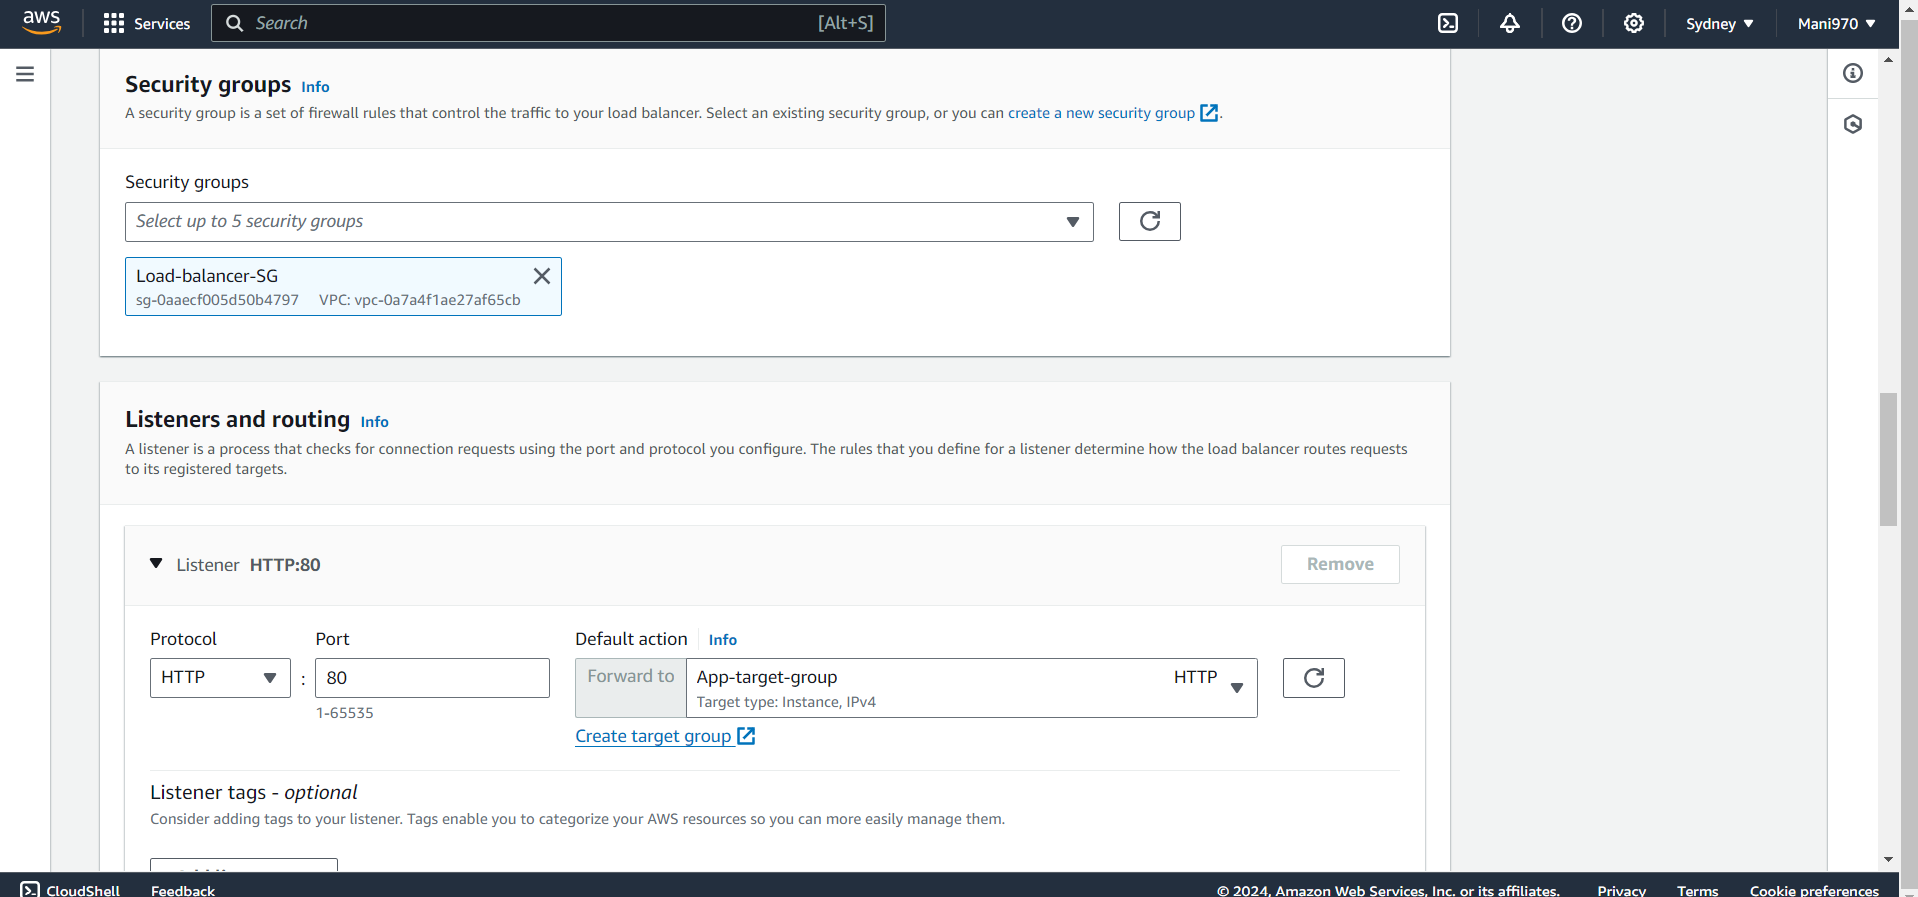 aws
Services
Search
[Alt+S]
Sydney
Mani970
Security groups Info
A security group is a set of firewall rules that control the traffic to your load balancer. Select an existing security group, or you can create a new security group .
Security groups
Select up to 5 security groups
Load-balancer-SG
sg-0aaecf005d50b4797 VPC: vpc-0a7a4f1ae27af65cb
Listeners and routing Info
A listener is a process that checks for connection requests using the port and protocol you configure. The rules that you define for a listener determine how the load balancer routes requests
to its registered targets.
Listener HTTP:80
Remove
Protocol
Port
Default action Info
HTTP
:
80
1-65535
Forward to
App-target-group
HTTP
Target type: Instance, IPv4
Create target group
Listener tags - optional
Consider adding tags to your listener. Tags enable you to categorize your AWS resources so you can more easily manage them.
CloudShell
Feedback
© 2024, Amazon Web Services, Inc. or its affiliates.
Privacy
Terms
Cookie preferences